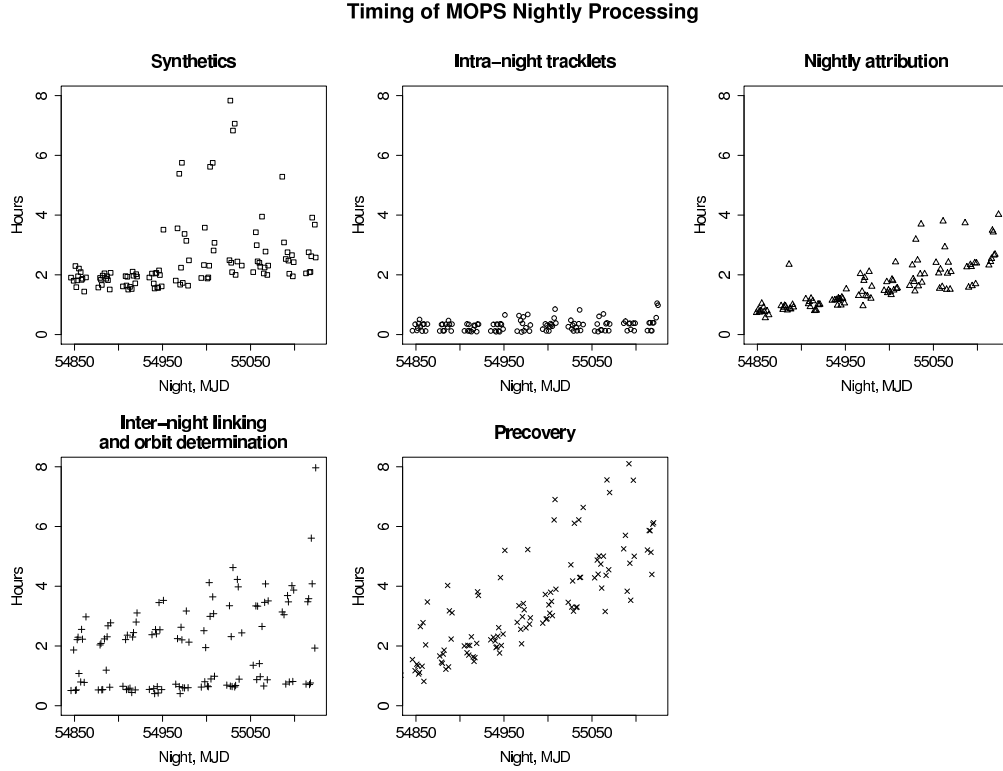 Timing of MOPS Nightly Processing
Synthetics
Intra−night tracklets
Nightly attribution
Hours
8
6
4
2
0
54850
54950
55050
Night, MJD
Hours
8
6
4
2
0
54850
54950
55050
Night, MJD
Hours
8
6
4
2
0
54850
54950
55050
Night, MJD
Inter−night linking
and orbit determination
Precovery
Hours
8
6
4
2
0
54850
54950
55050
Night, MJD
Hours
8
6
4
2
0
54850
54950
55050
Night, MJD